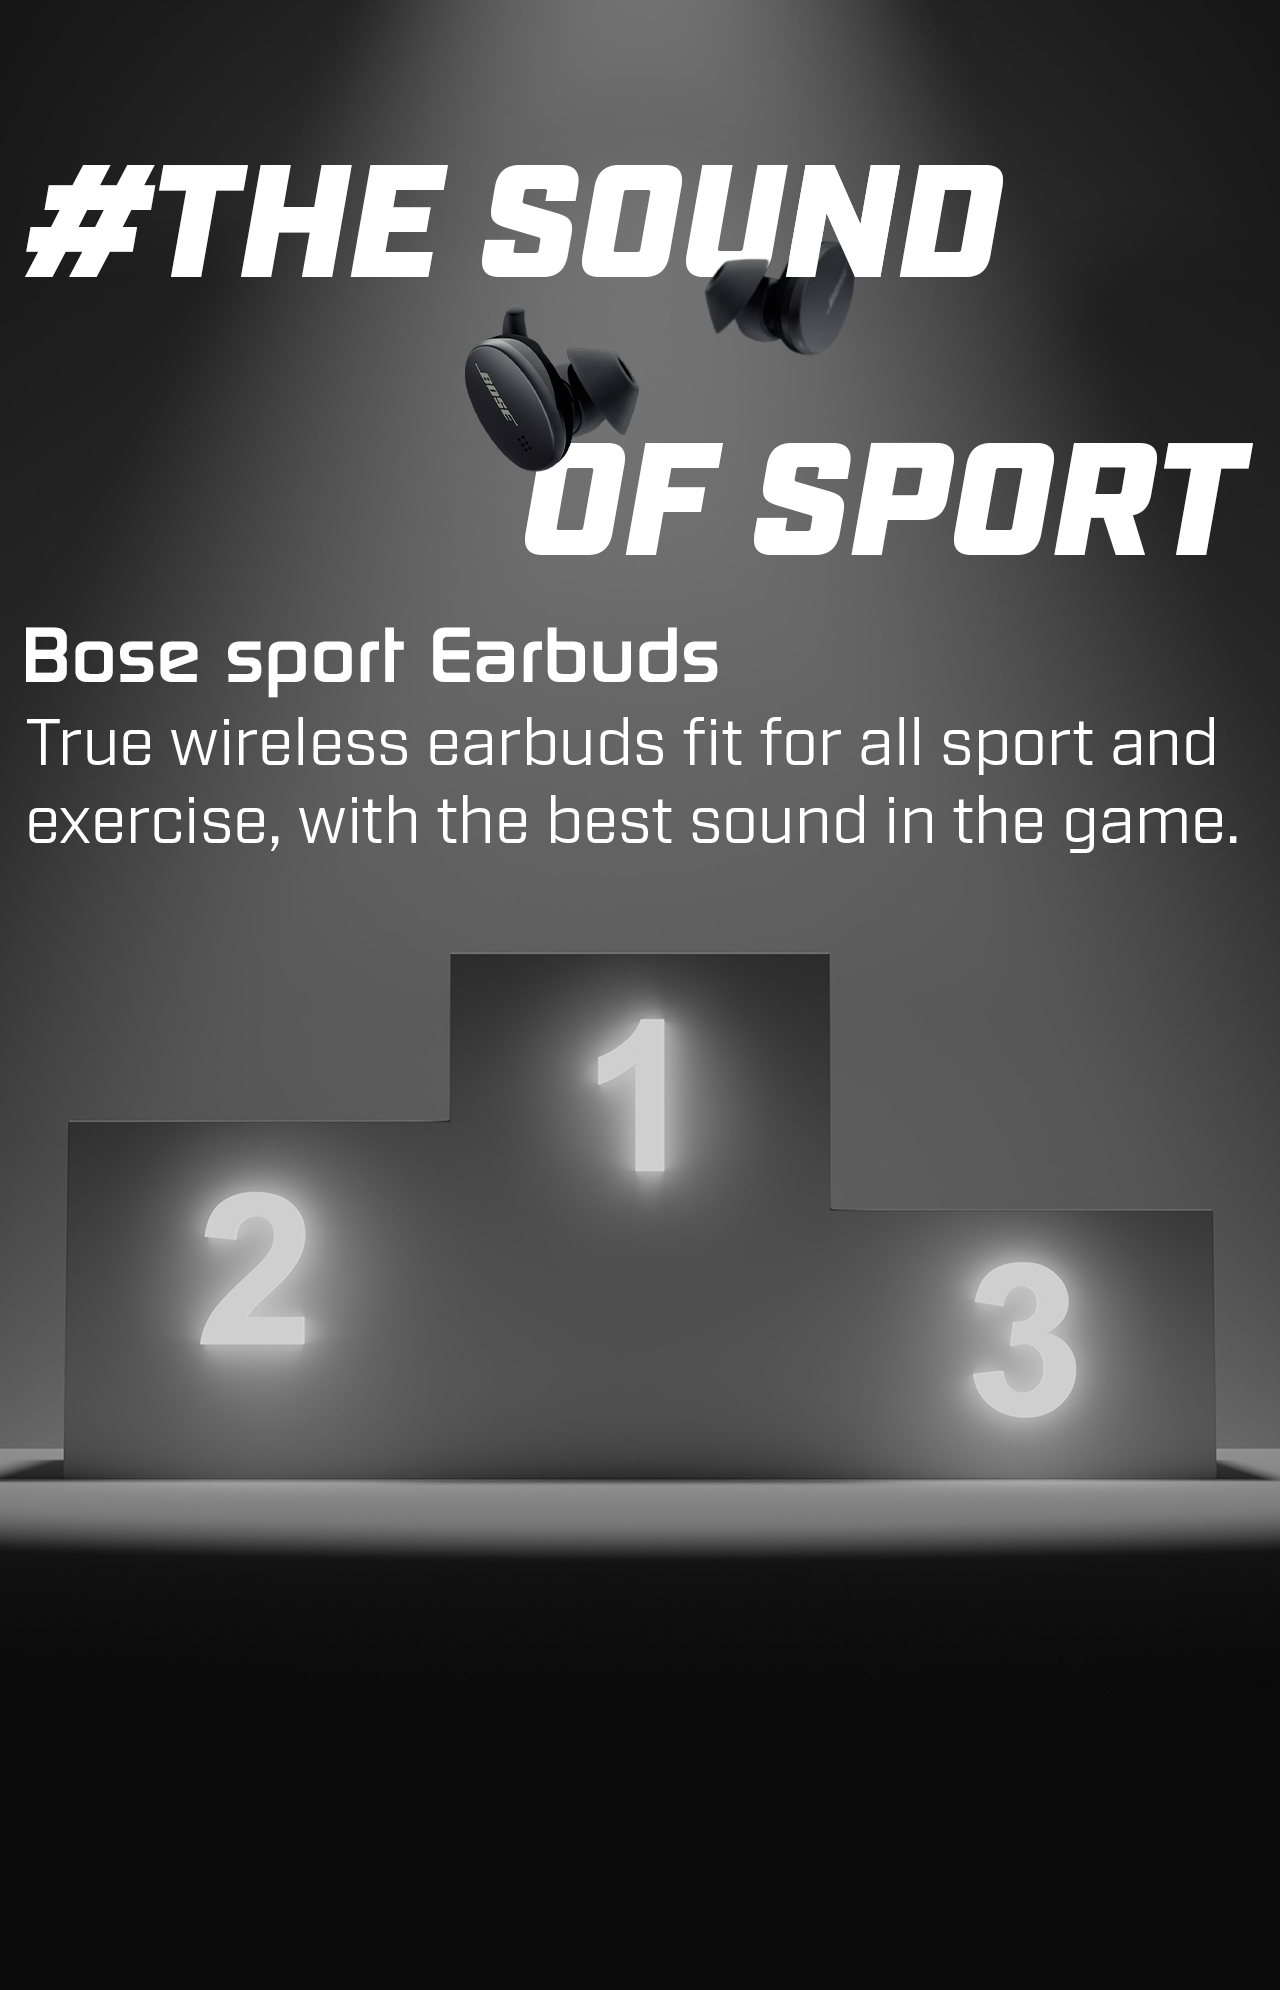 #THE SOUND
BOSE
OF SPORT
Bose sport Earbuds
True wireless earbuds fit for all sport and
exercise, with the best sound in the game.
1
2
3